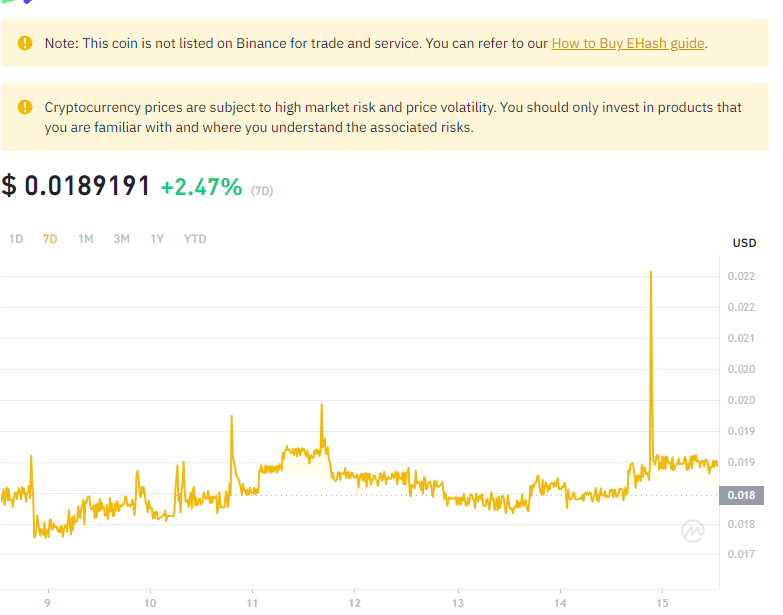 Note: This coin is not listed on Binance for trade and service. You can refer to our How to Buy EHash guide.
Cryptocurrency prices are subject to high market risk and price volatility. You should only invest in products that
you are familiar with and where you understand the associated risks.
$ 0.0189191 +2.47% (7D)
1D 7D 1M 3M 1Y YTD
USD
0.022
0.022
0.021
0.020
0.020
0.019
0.019
0.018
0.018
0.017
9 10 11 12 13 14 15